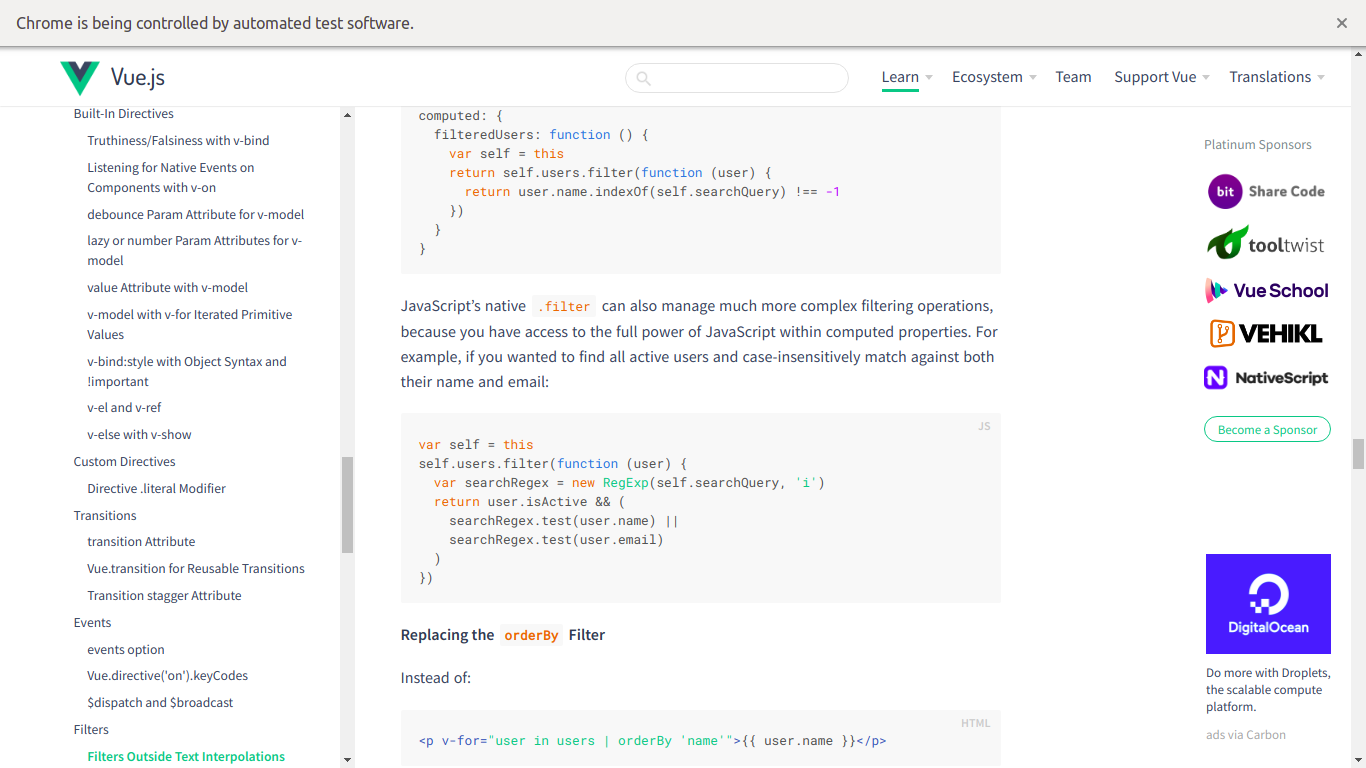 Chrome is being controlled by automated test software.
Vue.js
Learn
Ecosystem
Team
Support Vue
Translations
Built-In Directives
Truthiness/Falsiness with v-bind
Listening for Native Events on
Components with v-on
debounce Param Attribute for v-model
lazy or number Param Attributes for v-
model
value Attribute with v-model
v-model with v-for Iterated Primitive
Values
v-bind:style with Object Syntax and
!important
v-el and v-ref
v-else with v-show
Custom Directives
Directive .literal Modifier
Transitions
transition Attribute
Vue.transition for Reusable Transitions
Transition stagger Attribute
Events
events option
Vue.directive('on').keyCodes
$dispatch and $broadcast
Filters
Filters Outside Text Interpolations
computed: {
filteredUsers: function () {
var self = this
return self.users.filter(function (user) {
return user.name.indexOf(self.searchQuery) !== -1
})
}
}
JavaScript’s native .filter can also manage much more complex filtering operations,
because you have access to the full power of JavaScript within computed properties. For
example, if you wanted to find all active users and case-insensitively match against both
their name and email:
JS
var self = this
self.users.filter(function (user) {
var searchRegex = new RegExp(self.searchQuery, 'i')
return user.isActive && (
searchRegex.test(user.name) ||
searchRegex.test(user.email)
)
})
Replacing the orderBy Filter
Instead of:
HTML
<p v-for="user in users | orderBy 'name'">{{ user.name }}</p>
Platinum Sponsors
bit Share Code
tooltwist
Vue School
VEHIKL
NativeScript
Become a Sponsor
DigitalOcean
Do more with Droplets,
the scalable compute
platform.
ads via Carbon